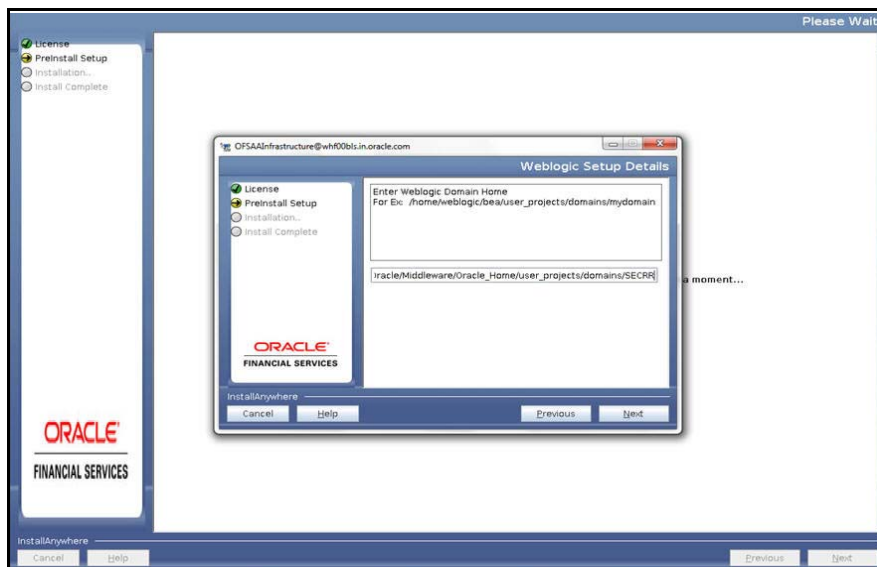 Please Wait
License
PreInstall Setup
Installation...
Install Complete
OFSAAInfrastructure@whf00bls.in.oracle.com
Weblogic Setup Details
License
PreInstall Setup
Installation...
Install Complete
Enter Weblogic Domain Home
For Ex: /home/weblogic/bea/user_projects/domains/mydomain
racle/Middleware/Oracle_Home/user_projects/domains/SECRR
a moment...
ORACLE
FINANCIAL SERVICES
InstallAnywhere
Cancel Help Previous Next
ORACLE
FINANCIAL SERVICES
InstallAnywhere
Cancel Help Previous Next